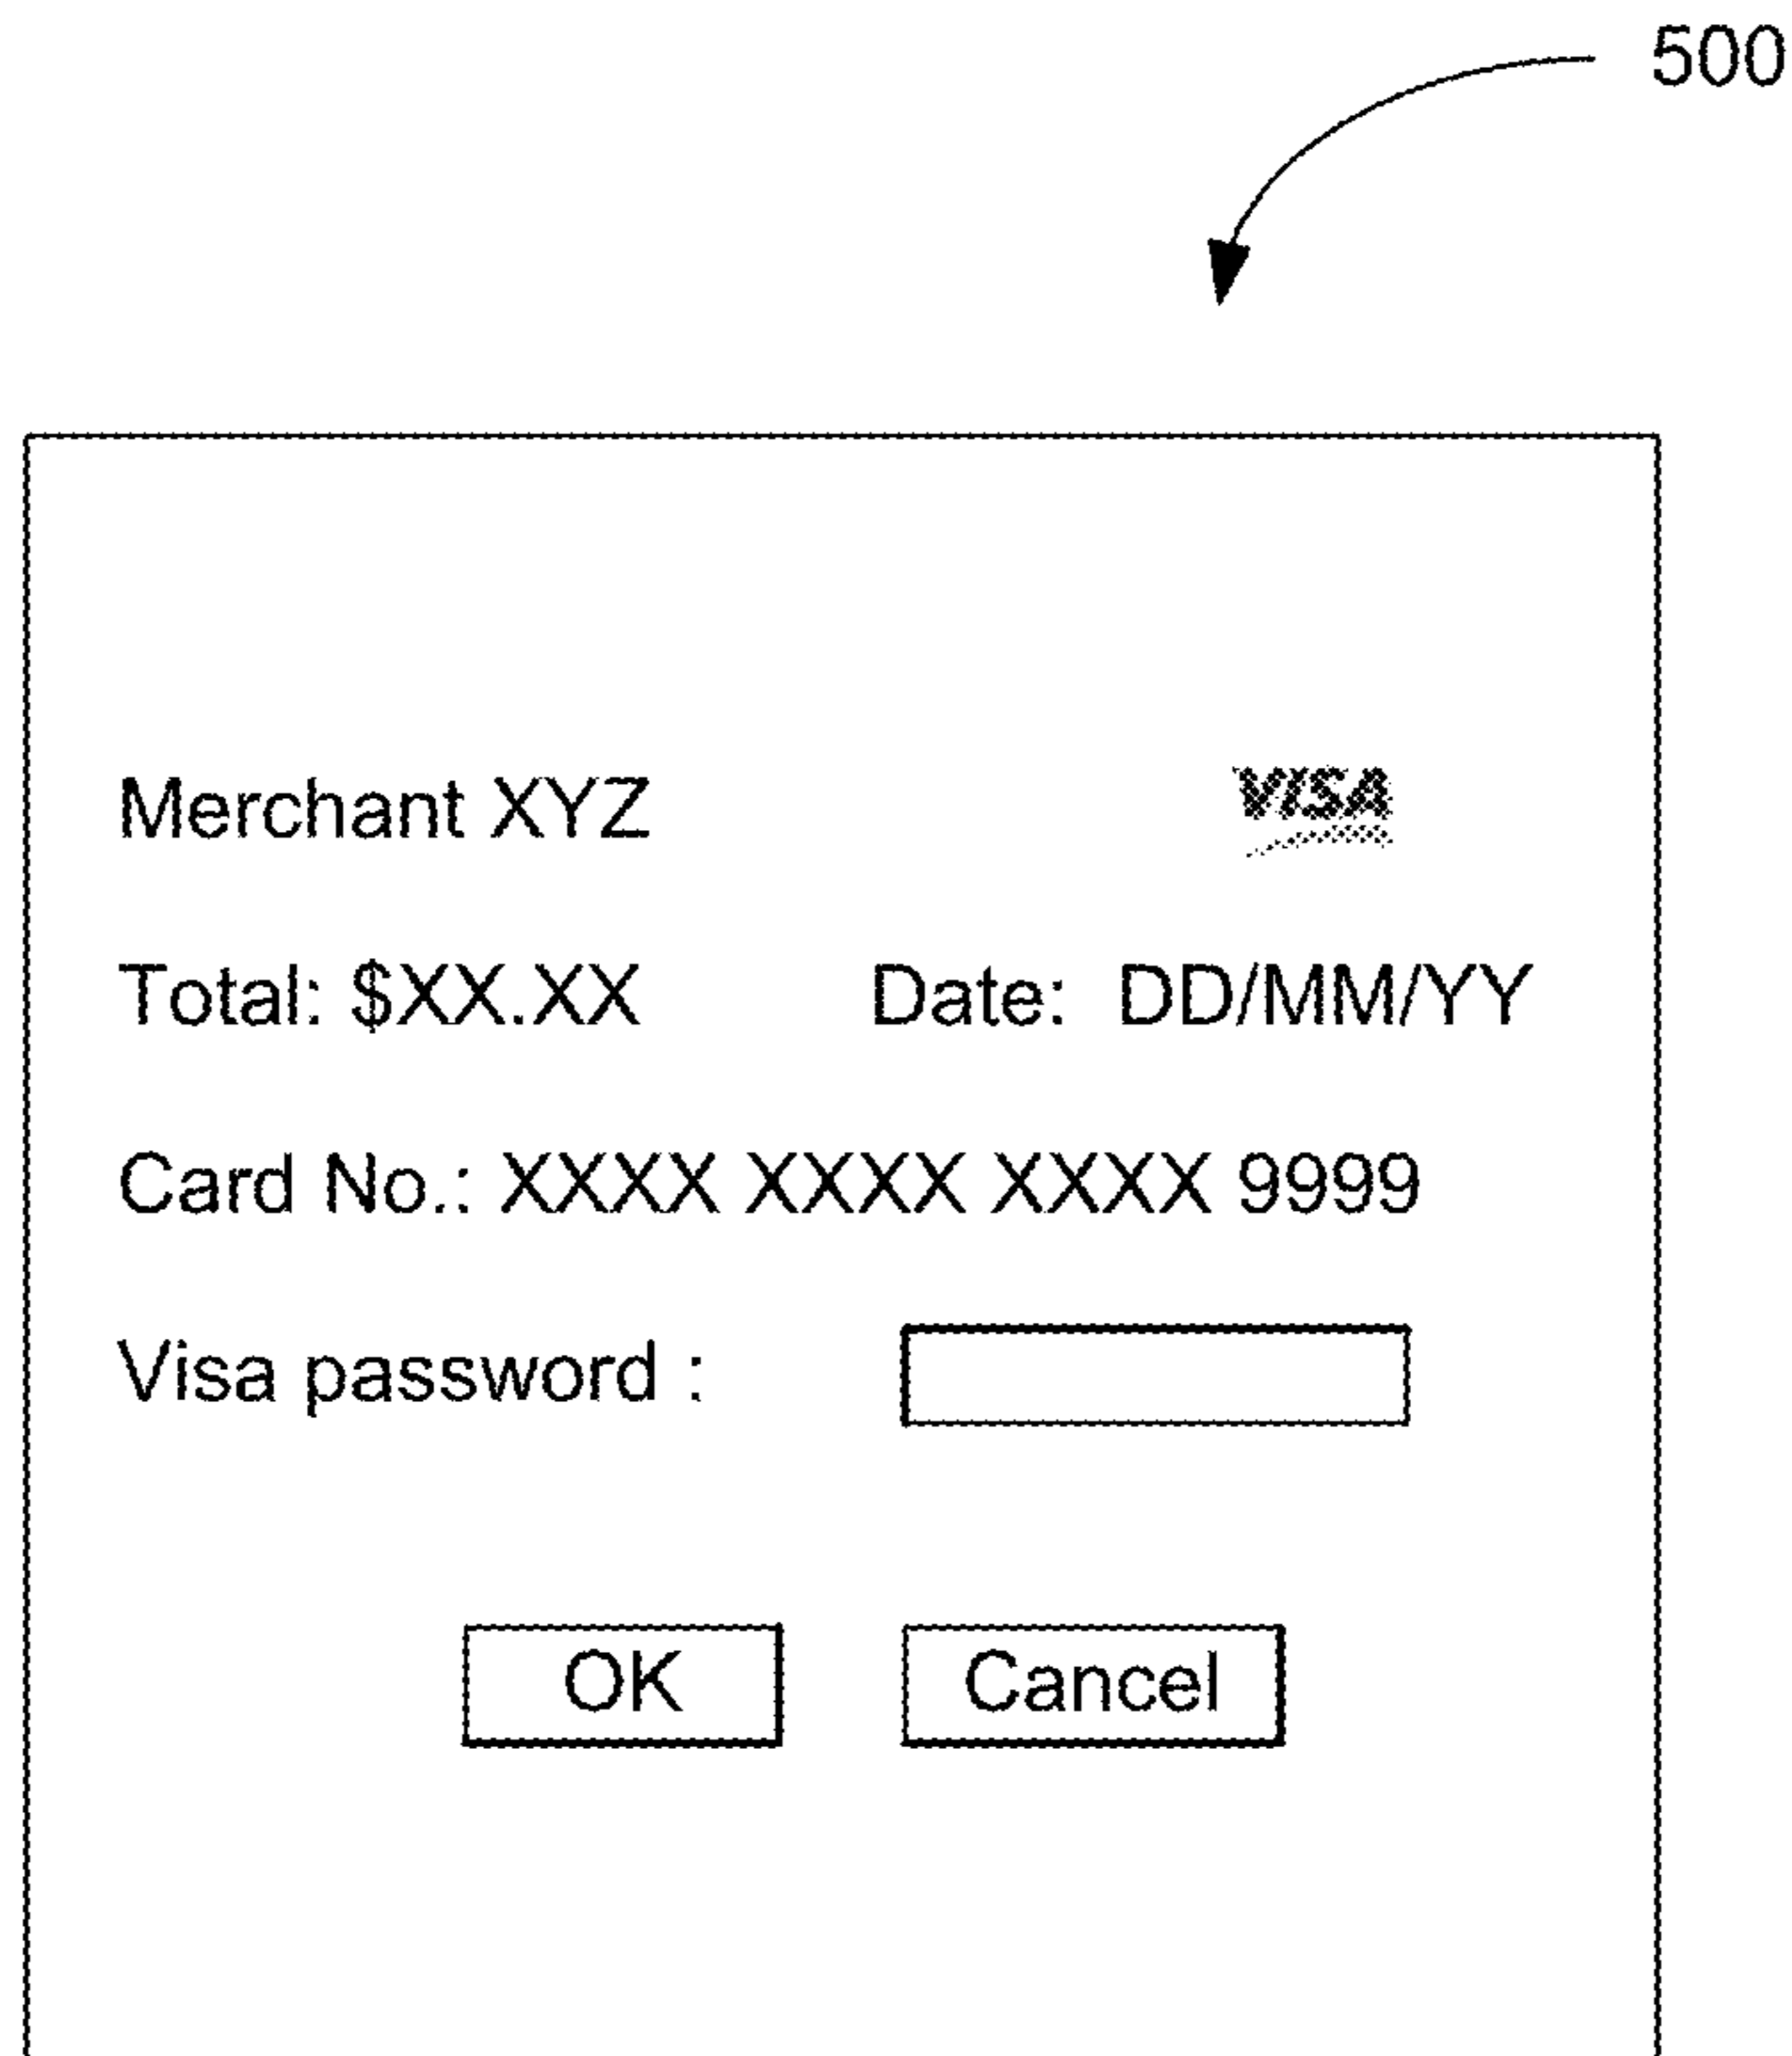 500
Merchant XYZ VISA
Total: $XX.XX Date: DD/MM/YY
Card No.: XXXX XXXX XXXX 9999
Visa password :
OK Cancel